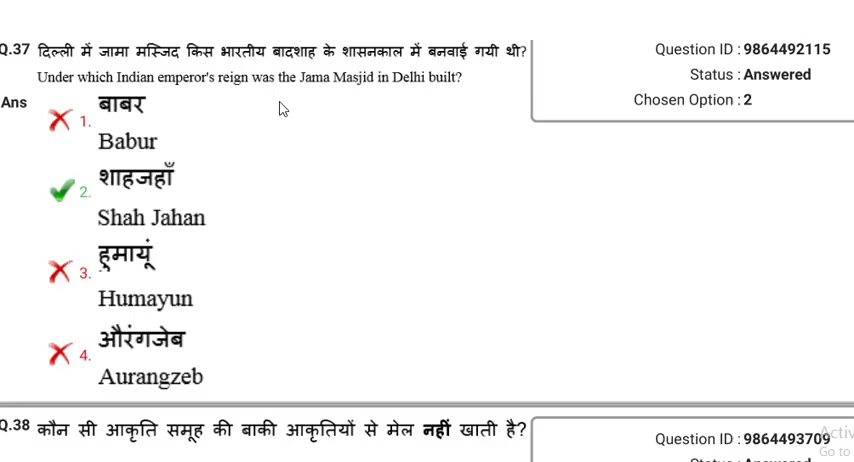 Q.37 दिल्ली में जामा मस्जिद किस भारतीय बादशाह के शासनकाल में बनवाई गयी थी?
Under which Indian emperor's reign was the Jama Masjid in Delhi built?
Question ID : 9864492115
Status : Answered
Chosen Option : 2
Ans
1. बाबर
Babur
2. शाहजहाँ
Shah Jahan
3. हुमायूं
Humayun
4. औरंगजेब
Aurangzeb
Q.38 कौन सी आकृति समूह की बाकी आकृतियों से मेल नहीं खाती है?
Question ID : 9864493709
Go to